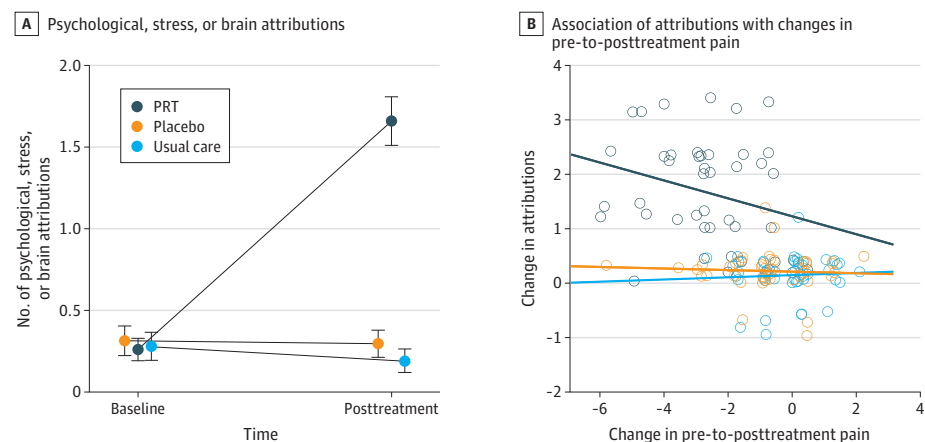 A Psychological, stress, or brain attributions
2.0
1.5
1.0
0.5
0
No. of psychological, stress,
or brain attributions
PRT
Placebo
Usual care
Baseline
Posttreatment
Time
B Association of attributions with changes in
pre-to-posttreatment pain
4
3
2
1
0
-1
-2
Change in attributions
-6
-4
-2
0
2
4
Change in pre-to-posttreatment pain